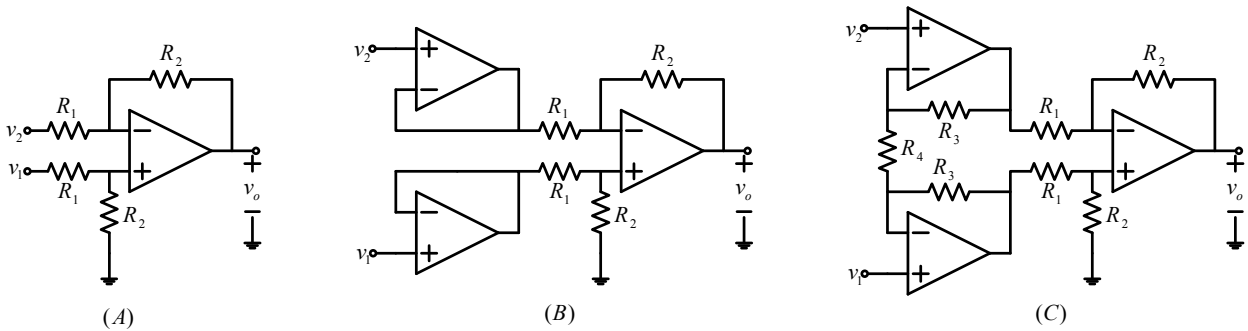 R₂
R₁
v₂
−
v₁
+
R₁
R₂
+
vₒ
−
(A)
v₂
+
−
R₂
R₁
−
+
R₁
R₂
−
v₁
+
+
vₒ
−
(B)
v₂
+
−
R₃
R₄
R₃
R₂
R₁
−
+
R₁
R₂
−
v₁
+
+
vₒ
−
(C)